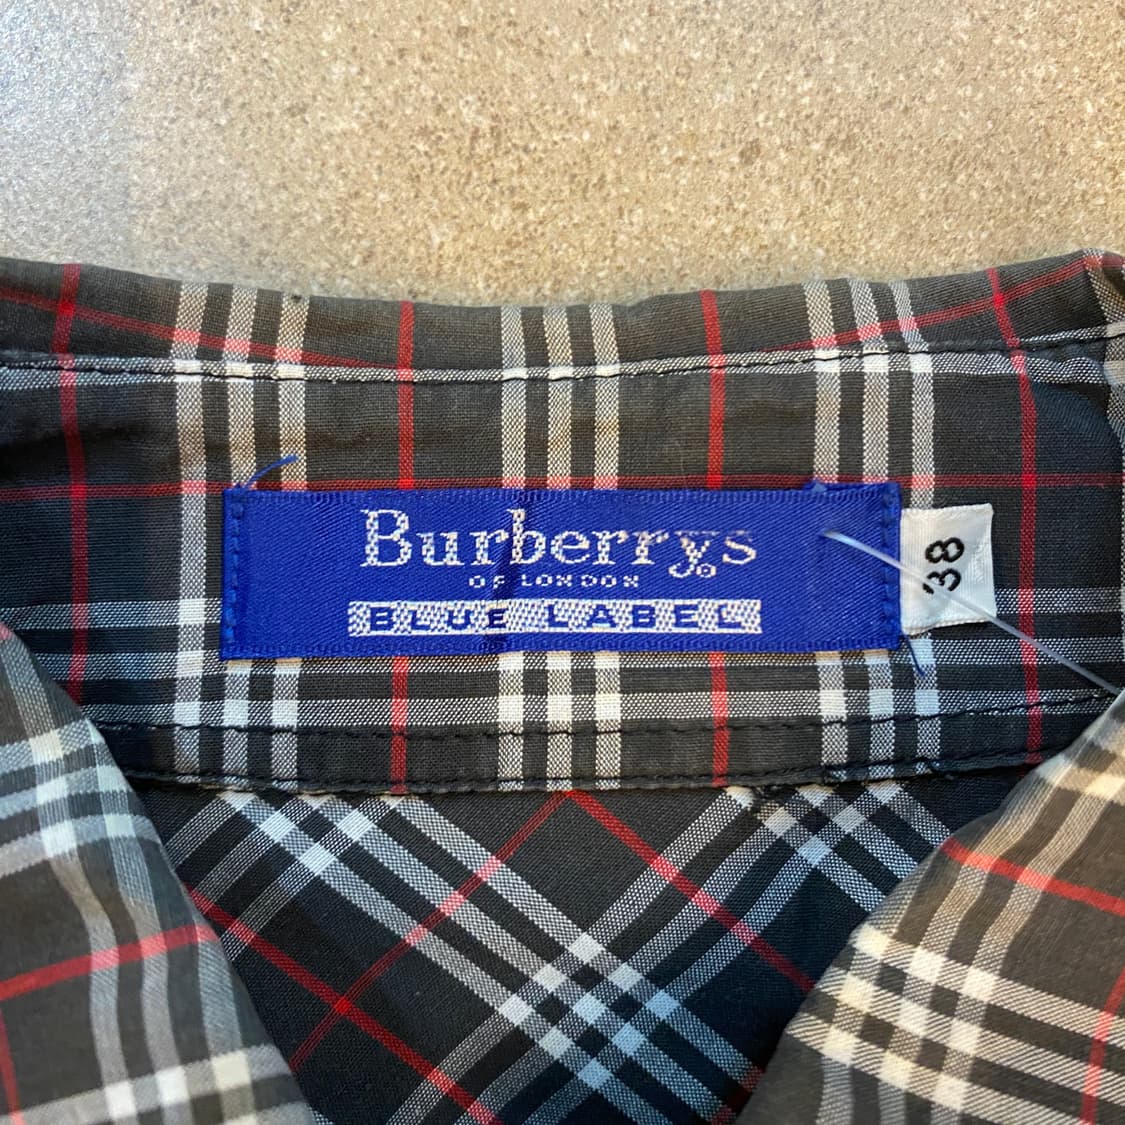 Burberrys®
OF LONDON
BLUE LABEL
38